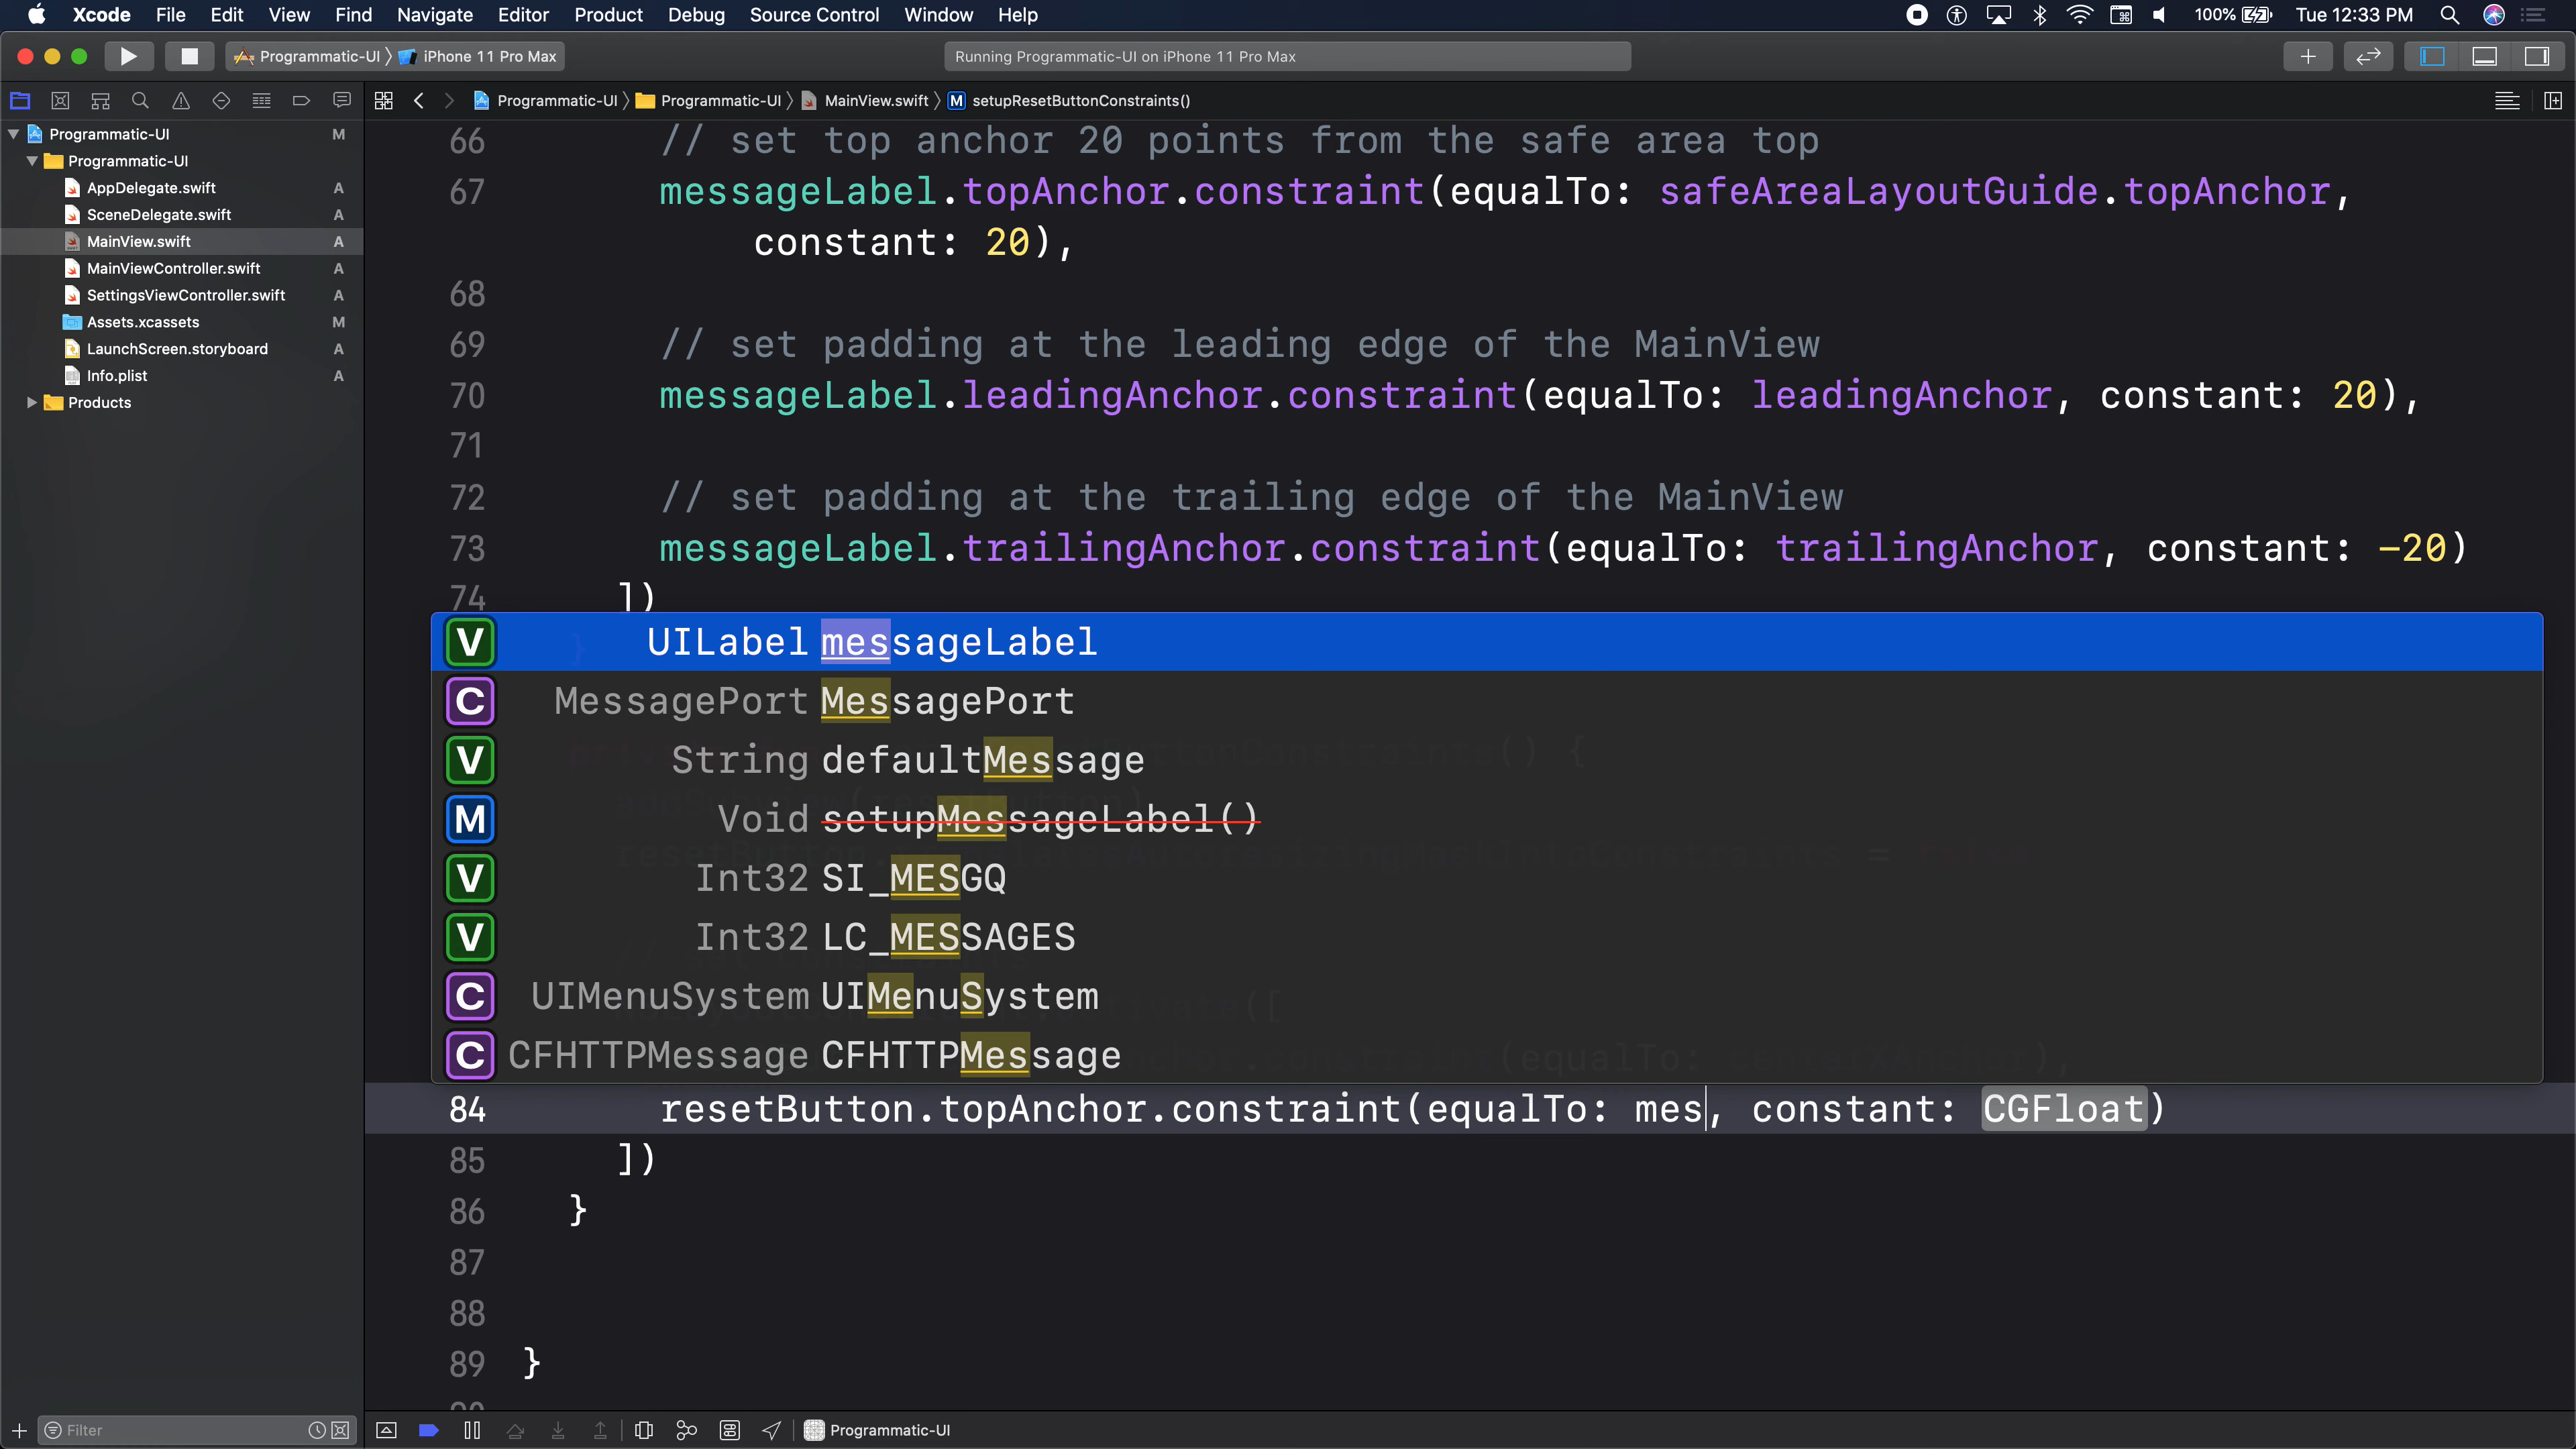 Xcode File Edit View Find Navigate Editor Product Debug Source Control Window Help 100% Tue 12:33 PM
Programmatic-UI iPhone 11 Pro Max Running Programmatic-UI on iPhone 11 Pro Max
Programmatic-UI Programmatic-UI MainView.swift M setupResetButtonConstraints()
Programmatic-UI M
Programmatic-UI
AppDelegate.swift A
SceneDelegate.swift A
MainView.swift A
MainViewController.swift A
SettingsViewController.swift A
Assets.xcassets M
LaunchScreen.storyboard A
Info.plist A
Products
66 // set top anchor 20 points from the safe area top
67 messageLabel.topAnchor.constraint(equalTo: safeAreaLayoutGuide.topAnchor,
constant: 20),
68
69 // set padding at the leading edge of the MainView
70 messageLabel.leadingAnchor.constraint(equalTo: leadingAnchor, constant: 20),
71
72 // set padding at the trailing edge of the MainView
73 messageLabel.trailingAnchor.constraint(equalTo: trailingAnchor, constant: -20)
74 ])
V UILabel messageLabel
C MessagePort MessagePort
V String defaultMessage
M Void setupMessageLabel()
V Int32 SI_MESGQ
V Int32 LC_MESSAGES
C UIMenuSystem UIMenuSystem
C CFHTTPMessage CFHTTPMessage
84 resetButton.topAnchor.constraint(equalTo: mes, constant: CGFloat)
85 ])
86 }
87
88
89 }
Filter Programmatic-UI